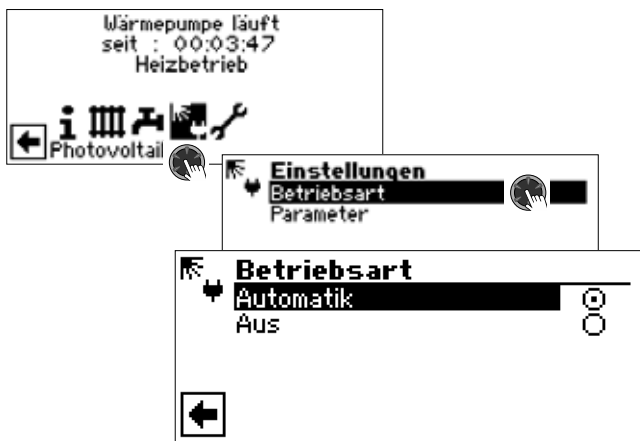 Wärmepumpe läuft
seit : 00:03:47
Heizbetrieb
Photovoltaik
Einstellungen
Betriebsart
Parameter
Betriebsart
Automatik
Aus